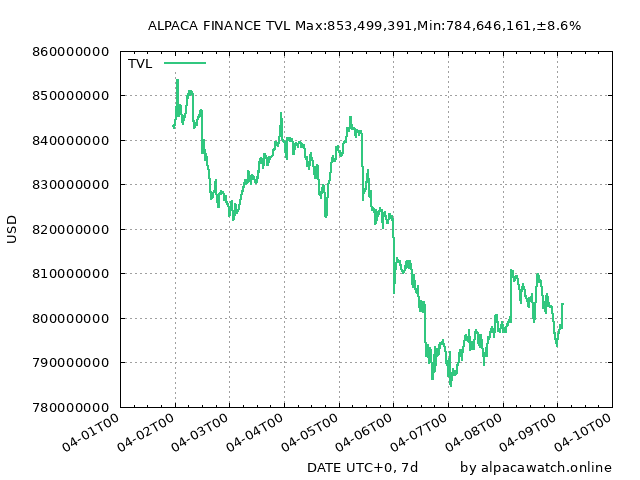 ALPACA FINANCE TVL Max:853,499,391,Min:784,646,161,±8.6%
860000000
TVL
850000000
840000000
830000000
820000000
810000000
800000000
790000000
780000000
USD
04-01T00 04-02T00 04-03T00 04-04T00 04-05T00 04-06T00 04-07T00 04-08T00 04-09T00 04-10T00
DATE UTC+0, 7d by alpacawatch.online